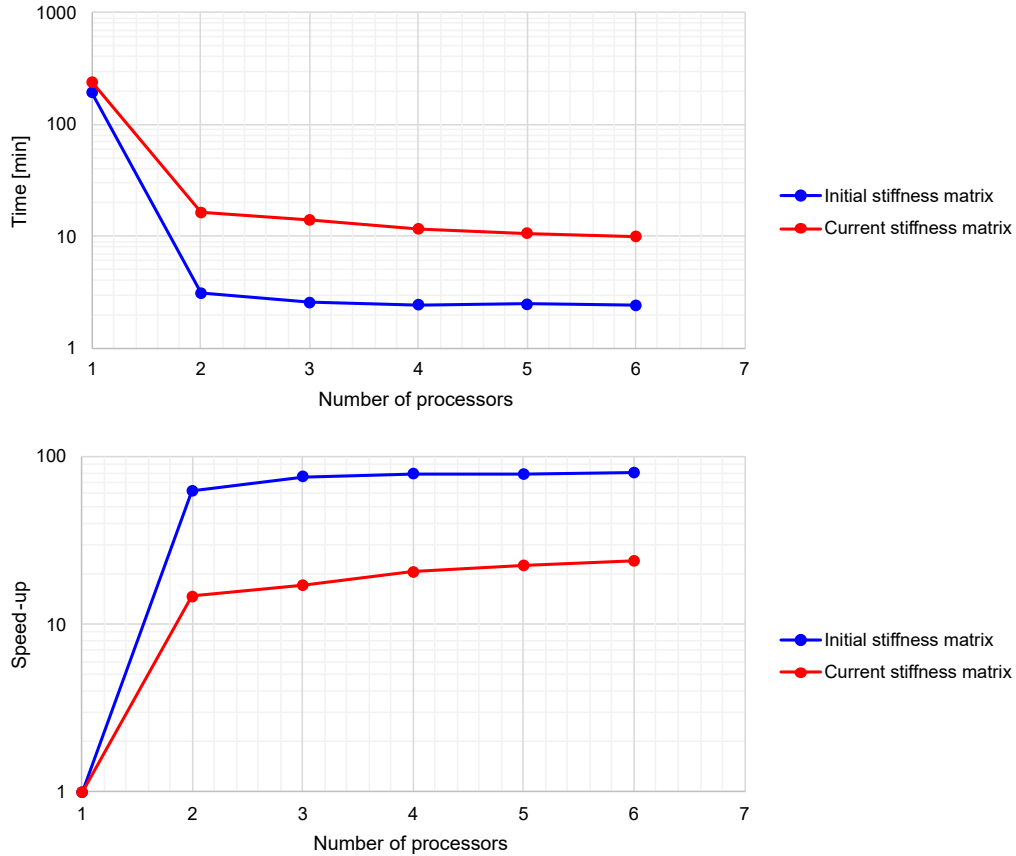 1000
100
10
1
Time [min]
1 2 3 4 5 6 7
Number of processors
Initial stiffness matrix
Current stiffness matrix
100
10
1
Speed-up
1 2 3 4 5 6 7
Number of processors
Initial stiffness matrix
Current stiffness matrix